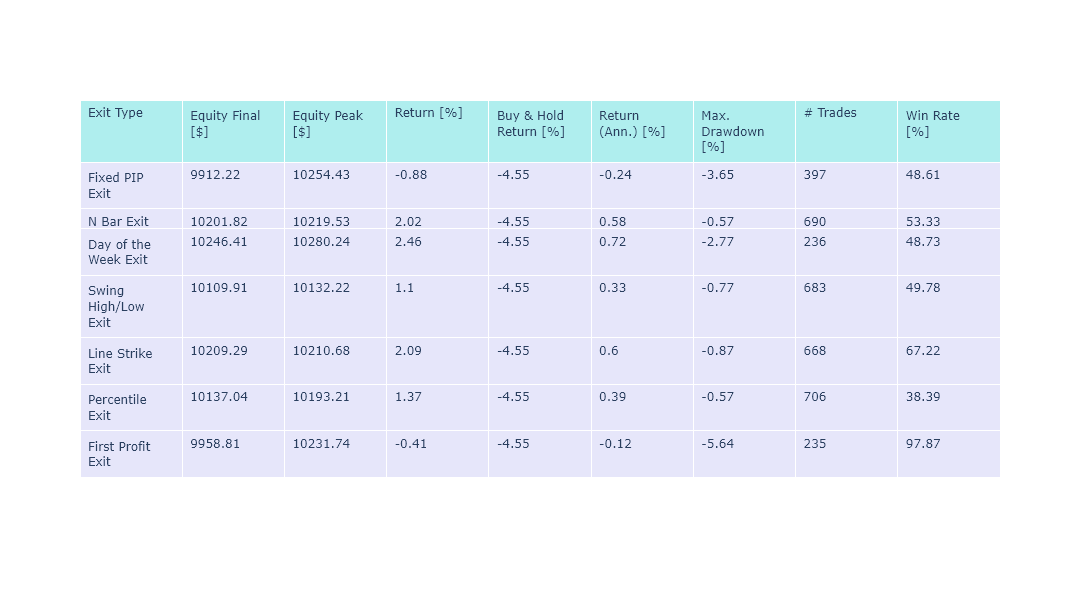 Exit Type | Equity Final [$] | Equity Peak [$] | Return [%] | Buy & Hold Return [%] | Return (Ann.) [%] | Max. Drawdown [%] | # Trades | Win Rate [%]
Fixed PIP Exit | 9912.22 | 10254.43 | -0.88 | -4.55 | -0.24 | -3.65 | 397 | 48.61
N Bar Exit | 10201.82 | 10219.53 | 2.02 | -4.55 | 0.58 | -0.57 | 690 | 53.33
Day of the Week Exit | 10246.41 | 10280.24 | 2.46 | -4.55 | 0.72 | -2.77 | 236 | 48.73
Swing High/Low Exit | 10109.91 | 10132.22 | 1.1 | -4.55 | 0.33 | -0.77 | 683 | 49.78
Line Strike Exit | 10209.29 | 10210.68 | 2.09 | -4.55 | 0.6 | -0.87 | 668 | 67.22
Percentile Exit | 10137.04 | 10193.21 | 1.37 | -4.55 | 0.39 | -0.57 | 706 | 38.39
First Profit Exit | 9958.81 | 10231.74 | -0.41 | -4.55 | -0.12 | -5.64 | 235 | 97.87